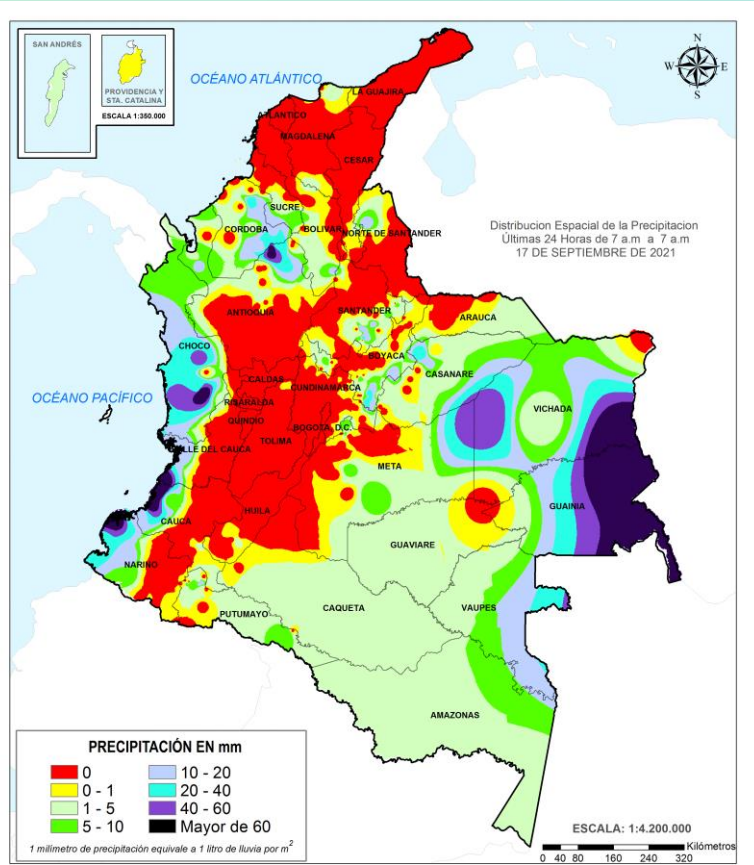 SAN ANDRÉS
PROVIDENCIA Y
STA. CATALINA
ESCALA 1:350.000
OCÉANO ATLÁNTICO
N
W E
S
LA GUAJIRA
ATLANTICO
MAGDALENA
CESAR
SUCRE
CORDOBA
BOLIVAR
NORTE DE SANTANDER
Distribucion Espacial de la Precipitacion
Últimas 24 Horas de 7 a.m a 7 a.m
17 DE SEPTIEMBRE DE 2021
ANTIOQUIA
SANTANDER
ARAUCA
CHOCO
BOYACA
CASANARE
CALDAS
CUNDINAMARCA
OCÉANO PACÍFICO
RISARALDA
VICHADA
QUINDIO
BOGOTA, D.C.
TOLIMA
VALLE DEL CAUCA
META
GUAINIA
CAUCA
HUILA
GUAVIARE
NARIÑO
CAQUETA
VAUPES
PUTUMAYO
AMAZONAS
PRECIPITACIÓN EN mm
0
0 - 1
1 - 5
5 - 10
10 - 20
20 - 40
40 - 60
Mayor de 60
1 milímetro de precipitación equivale a 1 litro de lluvia por m²
ESCALA: 1:4.200.000
Kilómetros
0 40 80 160 240 320